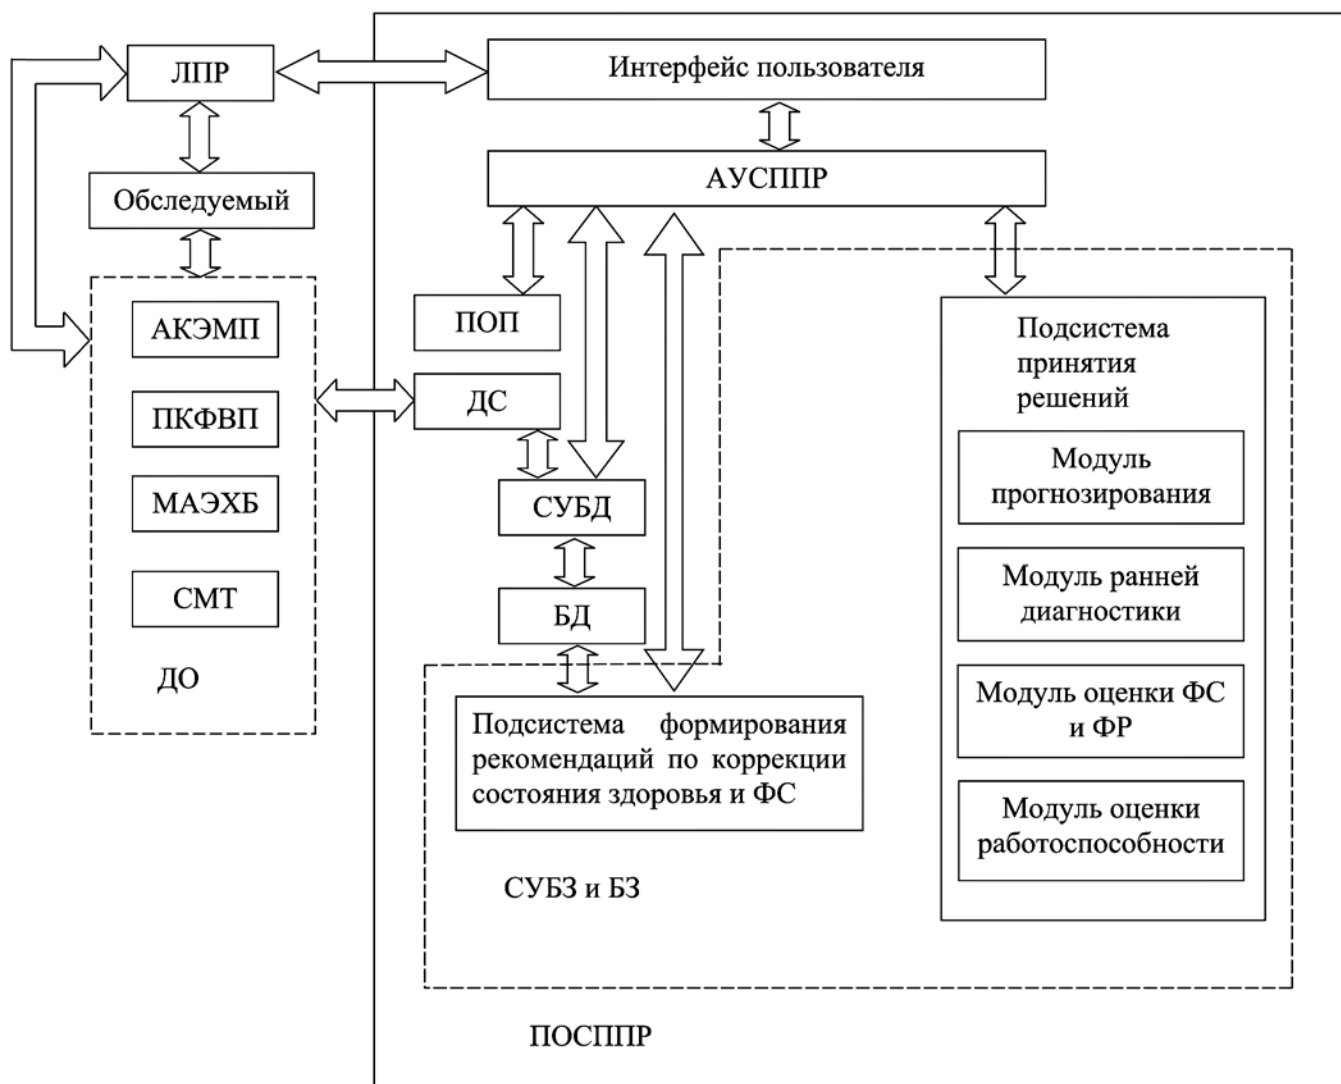 ЛПР
Интерфейс пользователя
АУСППР
Обследуемый
АКЭМП
ПКФВП
МАЭХБ
СМТ
ДО
ПОП
ДС
СУБД
БД
Подсистема формирования
рекомендаций по коррекции
состояния здоровья и ФС
СУБЗ и БЗ
Подсистема
принятия
решений
Модуль
прогнозирования
Модуль ранней
диагностики
Модуль оценки ФС
и ФР
Модуль оценки
работоспособности
ПОСППР